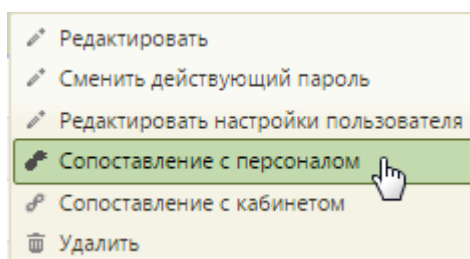 Редактировать
Сменить действующий пароль
Редактировать настройки пользователя
Сопоставление с персоналом
Сопоставление с кабинетом
Удалить